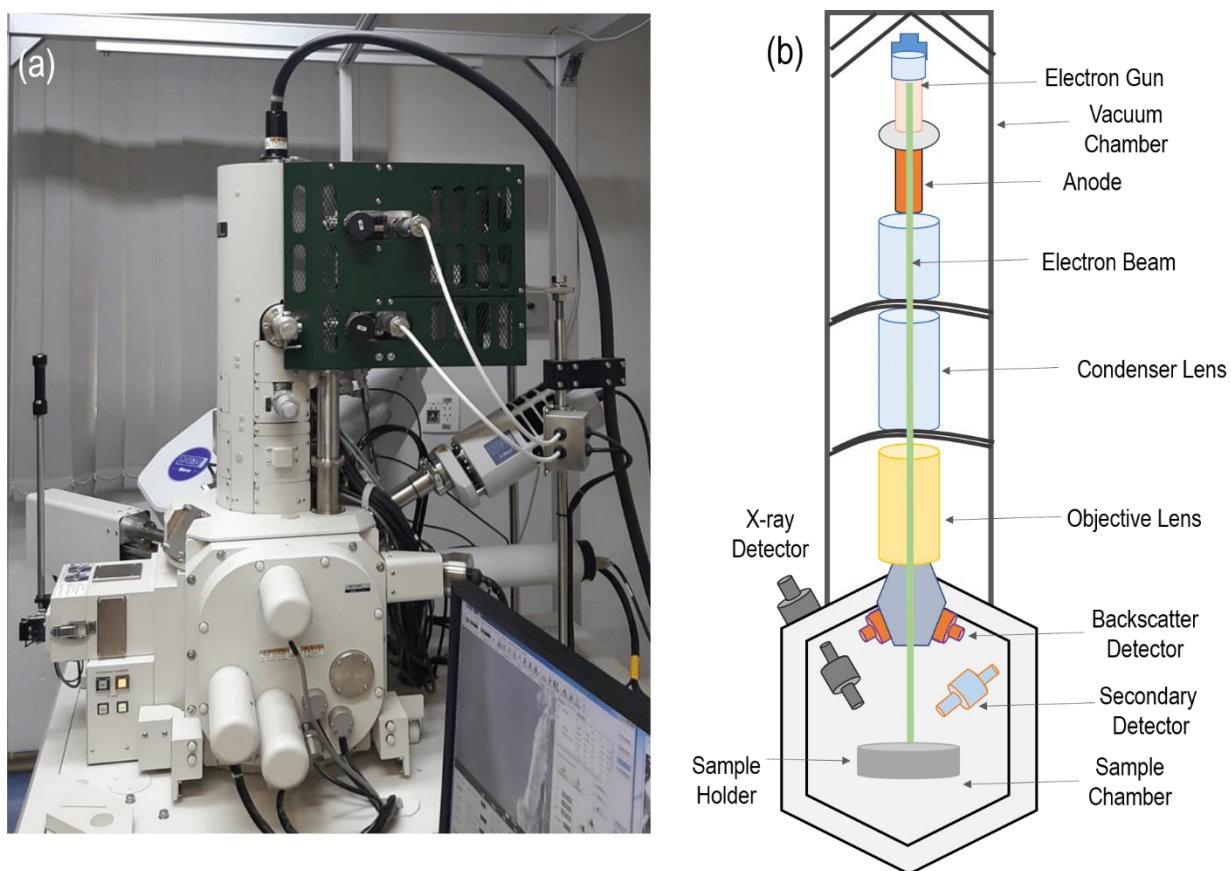 (a)
(b)
Electron Gun
Vacuum
Chamber
Anode
Electron Beam
Condenser Lens
X-ray
Detector
Objective Lens
Backscatter
Detector
Secondary
Detector
Sample
Holder
Sample
Chamber